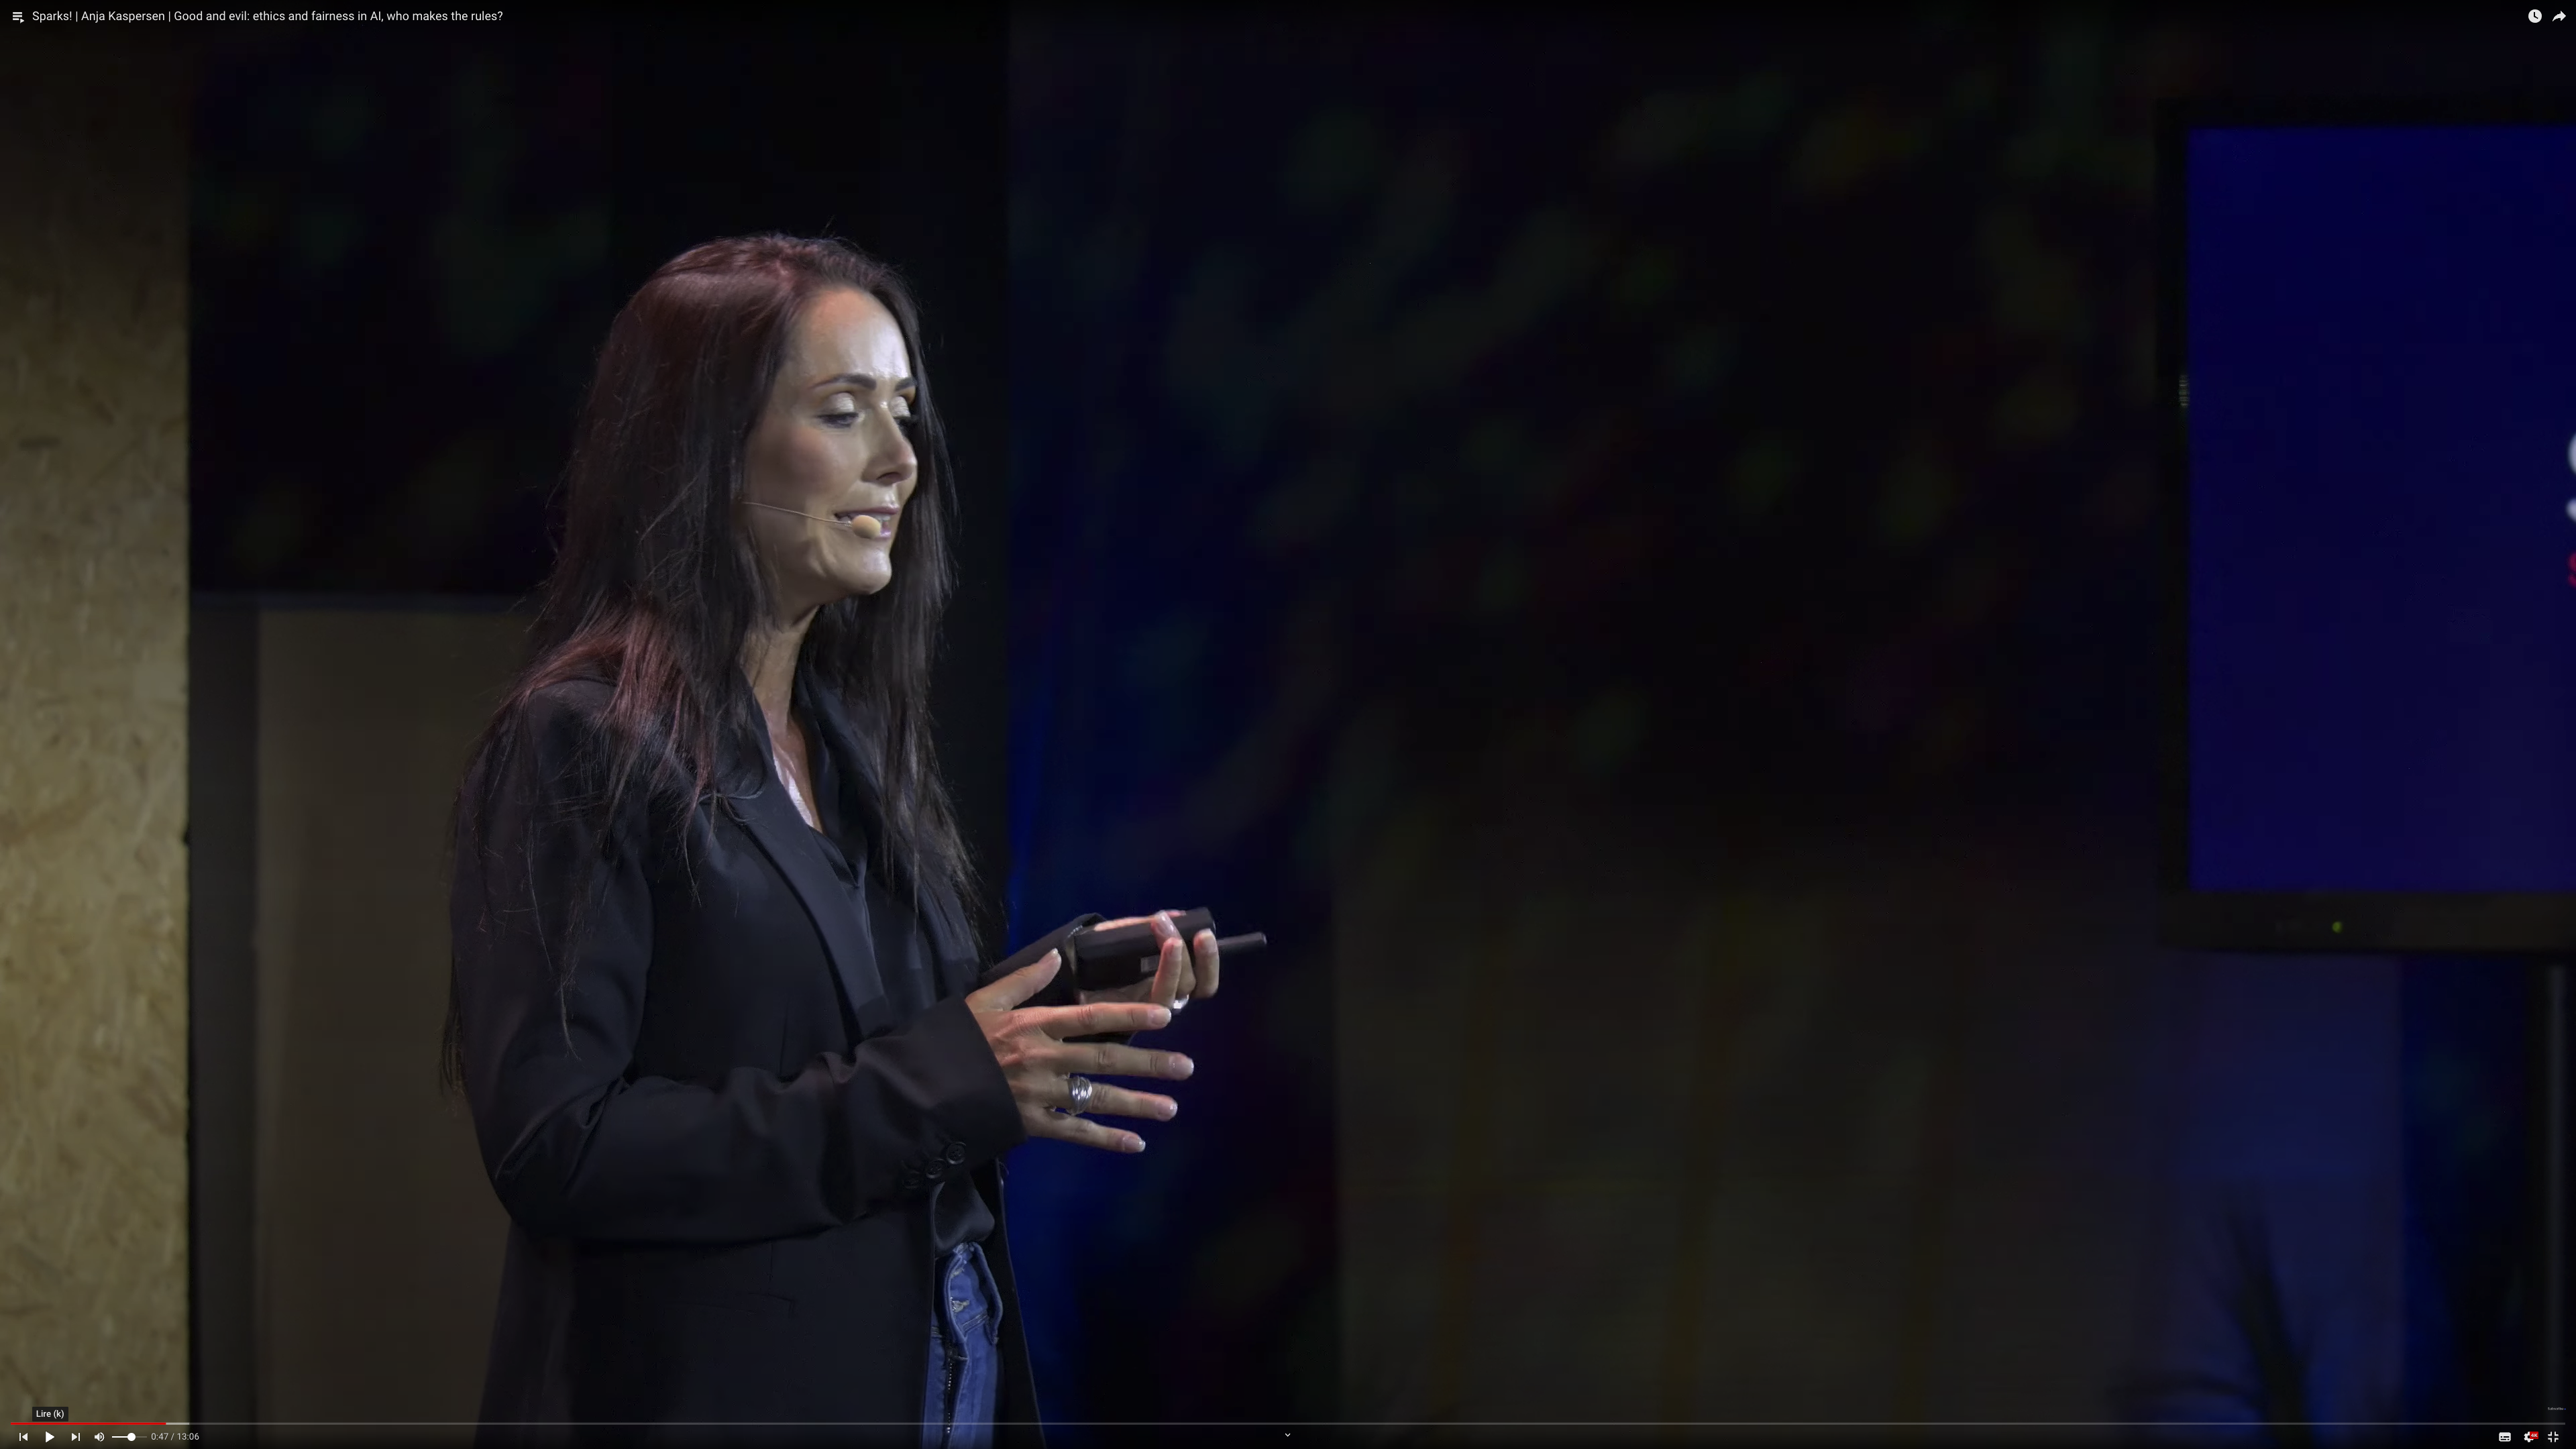 Sparks! | Anja Kaspersen | Good and evil: ethics and fairness in AI, who makes the rules?
Lire (k)
0:47 / 13:06